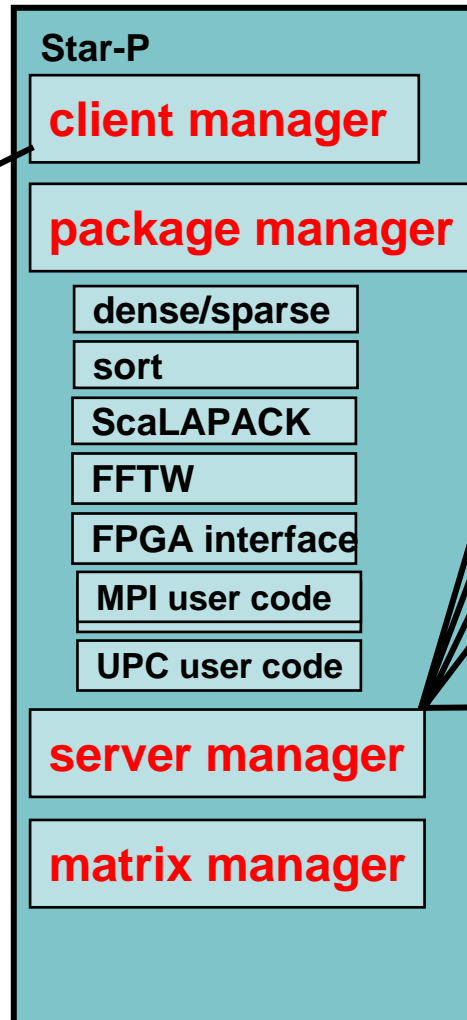 Star-P
client manager
package manager
dense/sparse
sort
ScaLAPACK
FFTW
FPGA interface
MPI user code
UPC user code
server manager
matrix manager